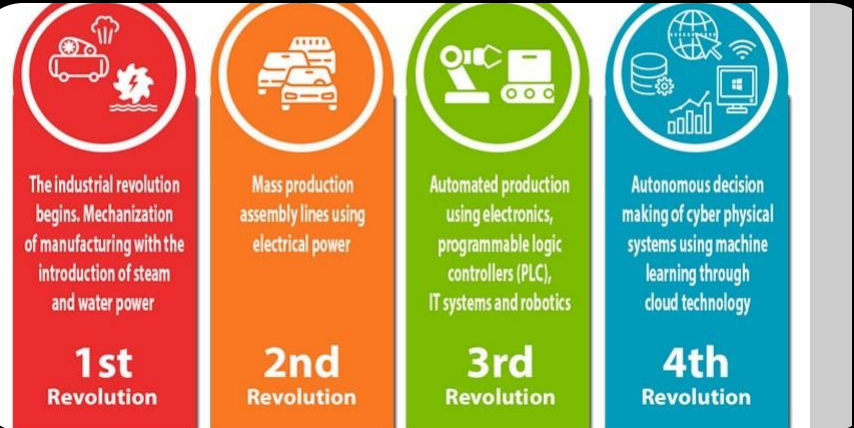 The industrial revolution
begins. Mechanization
of manufacturing with the
introduction of steam
and water power
1st
Revolution
Mass production
assembly lines using
electrical power
2nd
Revolution
Automated production
using electronics,
programmable logic
controllers (PLC),
IT systems and robotics
3rd
Revolution
Autonomous decision
making of cyber physical
systems using machine
learning through
cloud technology
4th
Revolution